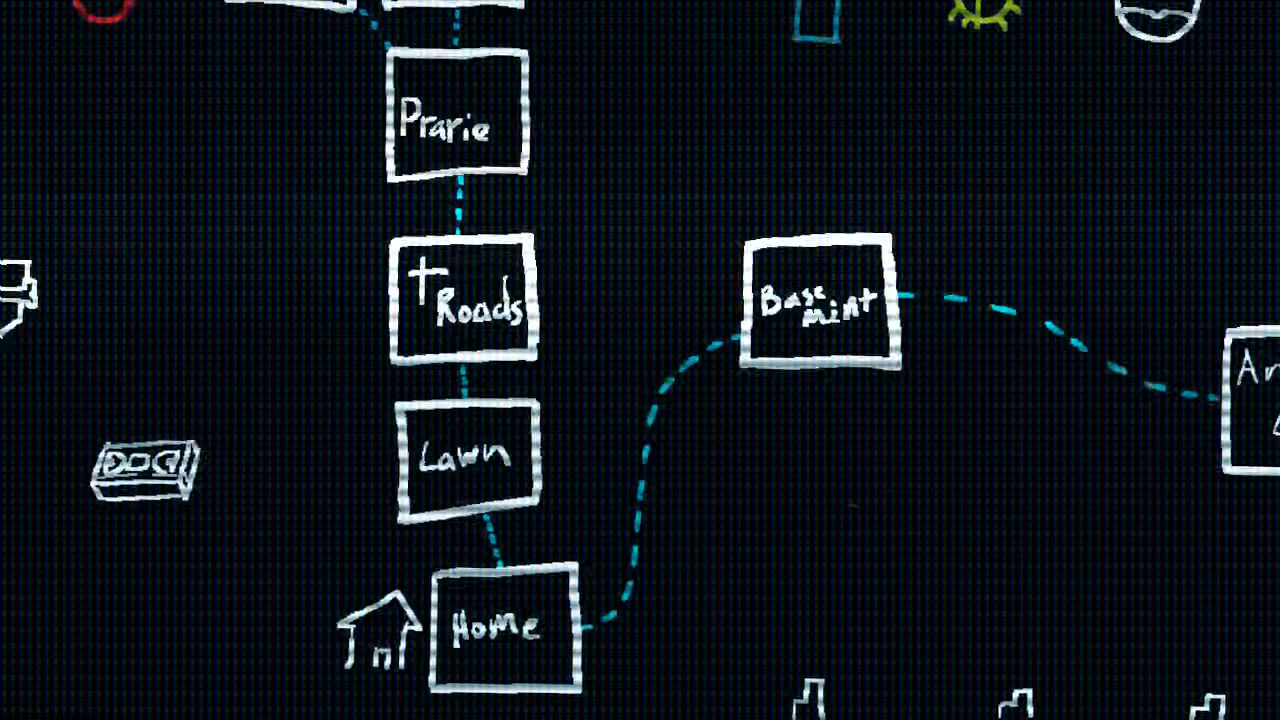 Prarie
† Roads
Base
mint
Lawn
Home